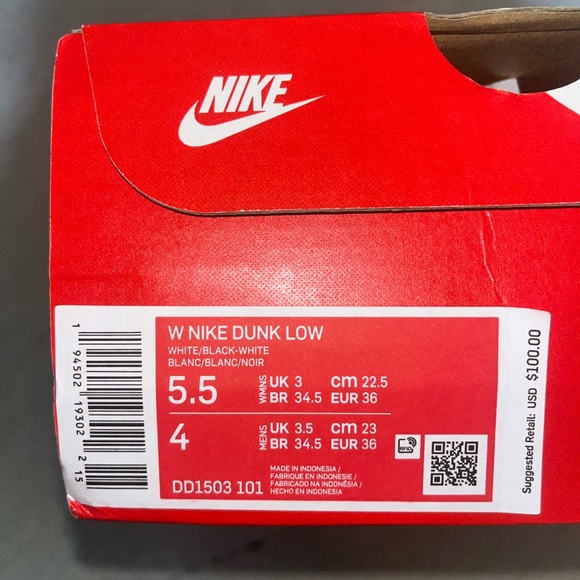 NIKE
W NIKE DUNK LOW
WHITE/BLACK-WHITE
BLANC/BLANC/NOIR
5.5 WMNS UK 3 cm 22.5
BR 34.5 EUR 36
4 MENS UK 3.5 cm 23
BR 34.5 EUR 36
DD1503 101
MADE IN INDONESIA /
FABRIQUE EN INDONESIE /
FABRICADO NA INDONÉSIA /
HECHO EN INDONESIA
RFID
1 94502 19302 2 15
Suggested Retail: USD $100.00